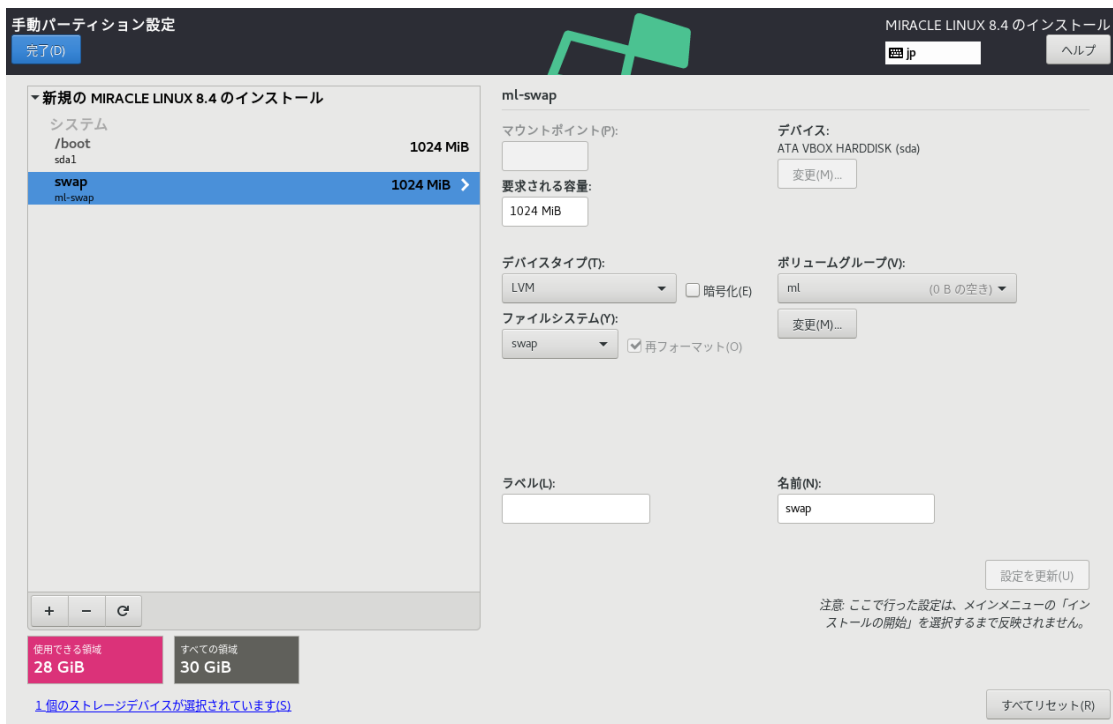 手動パーティション設定
MIRACLE LINUX 8.4 のインストール
完了(D)
jp
ヘルプ
新規の MIRACLE LINUX 8.4 のインストール
システム
/boot
1024 MiB
sda1
swap
1024 MiB
ml-swap
ml-swap
マウントポイント(P):
デバイス:
ATA VBOX HARDDISK (sda)
変更(M)...
要求される容量:
1024 MiB
デバイスタイプ(T):
ボリュームグループ(V):
LVM
暗号化(E)
ml
(0 B の空き)
ファイルシステム(Y):
変更(M)...
swap
再フォーマット(O)
ラベル(L):
名前(N):
swap
設定を更新(U)
注意: ここで行った設定は、メインメニューの「イン
ストールの開始」を選択するまで反映されません。
+
−
使用できる領域
28 GiB
すべての領域
30 GiB
1 個のストレージデバイスが選択されています(S)
すべてリセット(R)